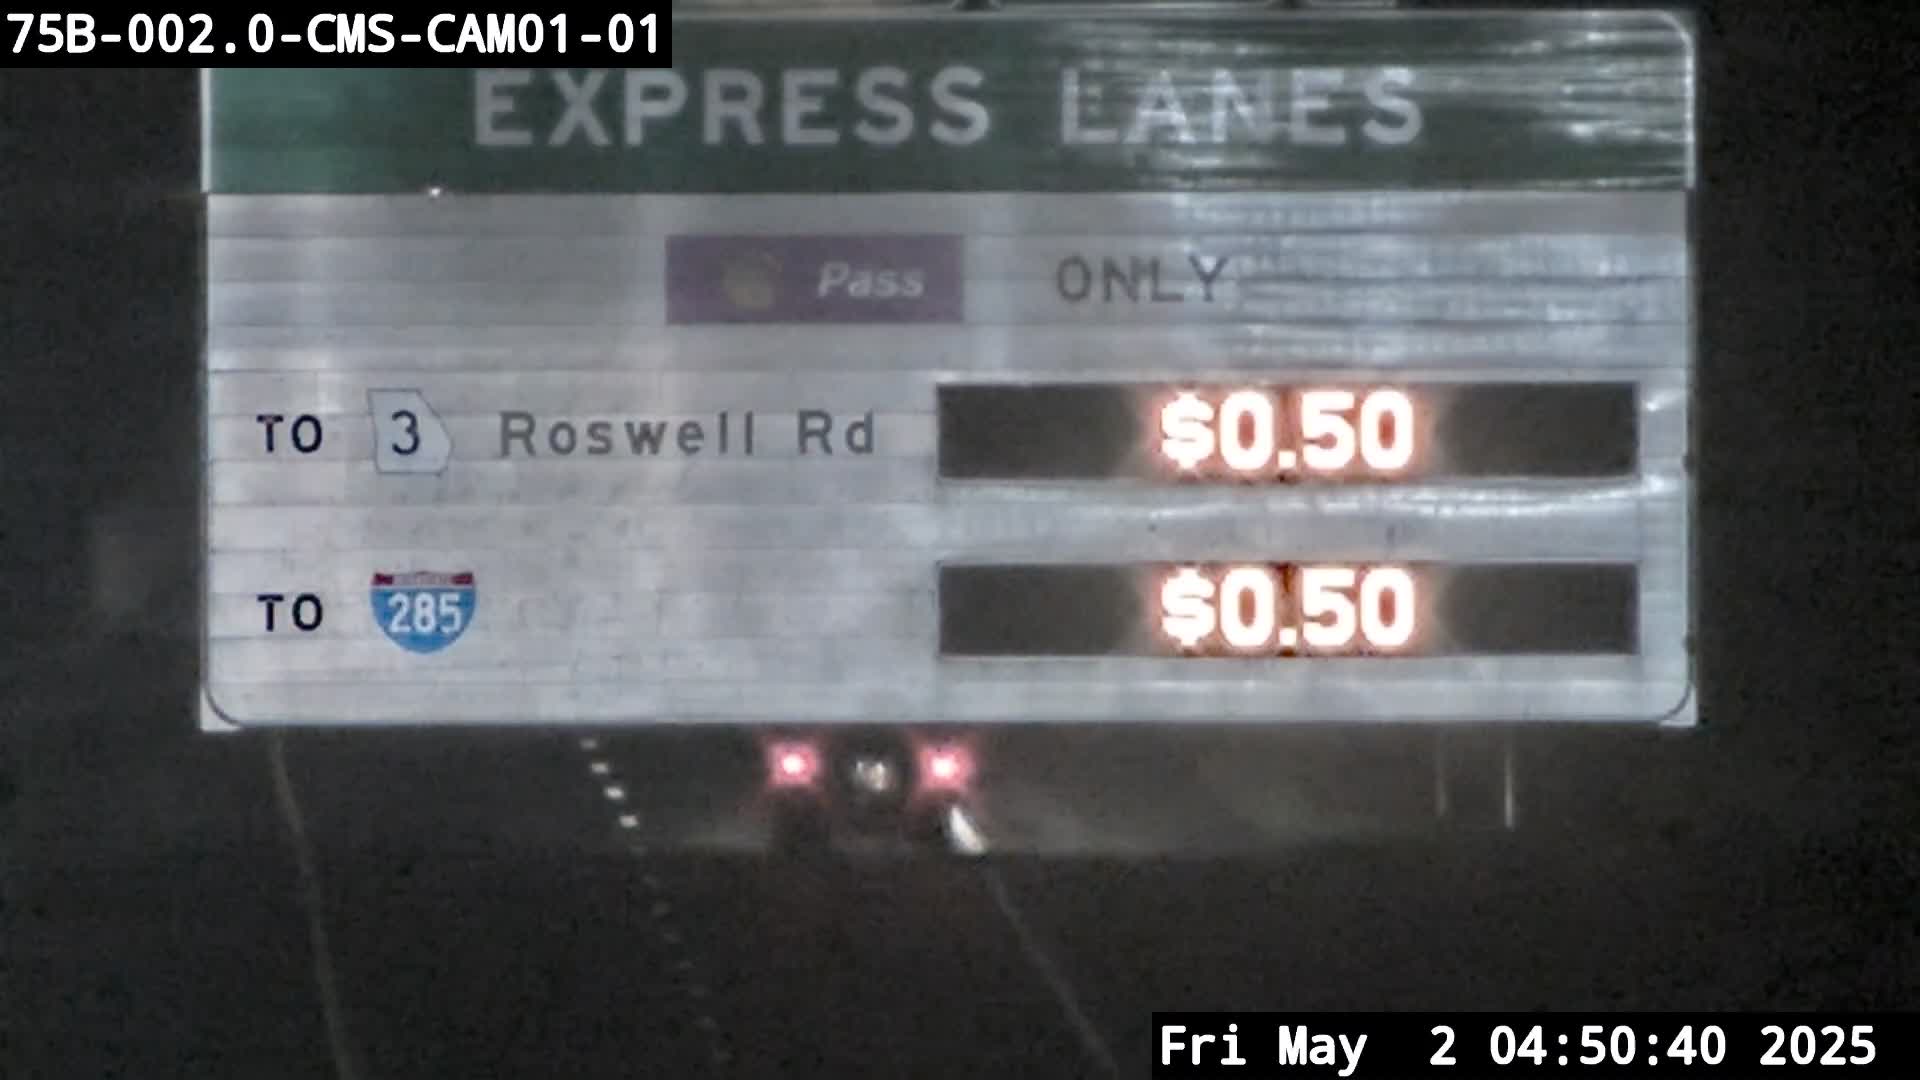 75B-002.0-CMS-CAM01-01
EXPRESS LANES
Pass ONLY
TO 3 Roswell Rd $0.50
TO 285 $0.50
Fri May 2 04:50:40 2025